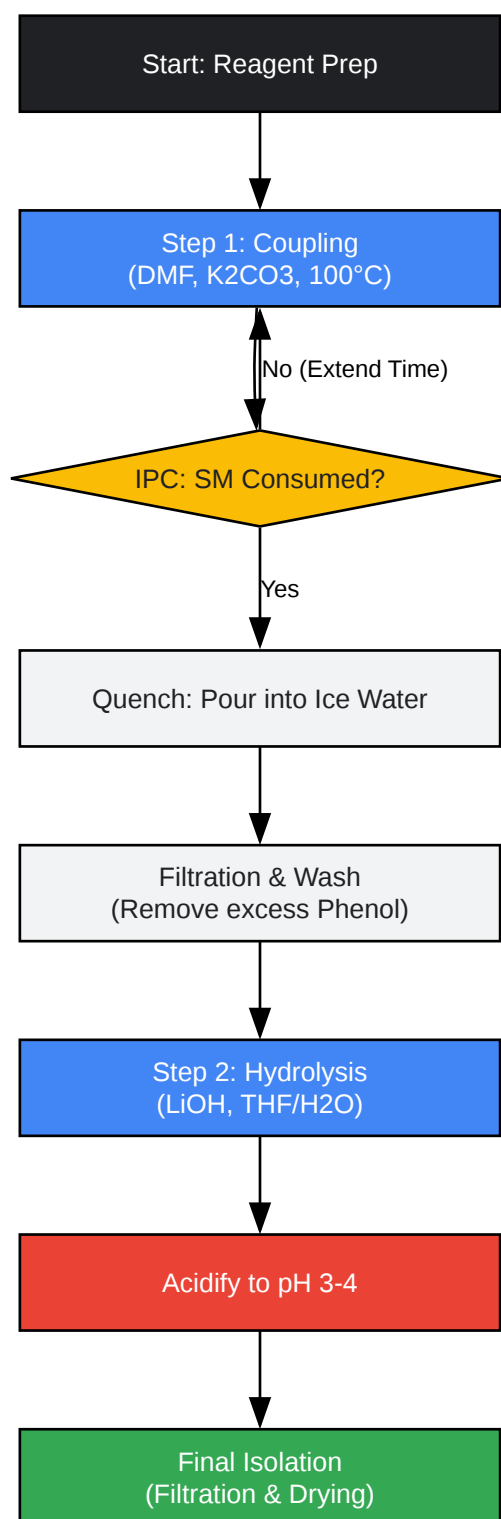 Start: Reagent Prep
Step 1: Coupling
(DMF, K2CO3, 100°C)
No (Extend Time)
IPC: SM Consumed?
Yes
Quench: Pour into Ice Water
Filtration & Wash
(Remove excess Phenol)
Step 2: Hydrolysis
(LiOH, THF/H2O)
Acidify to pH 3-4
Final Isolation
(Filtration & Drying)